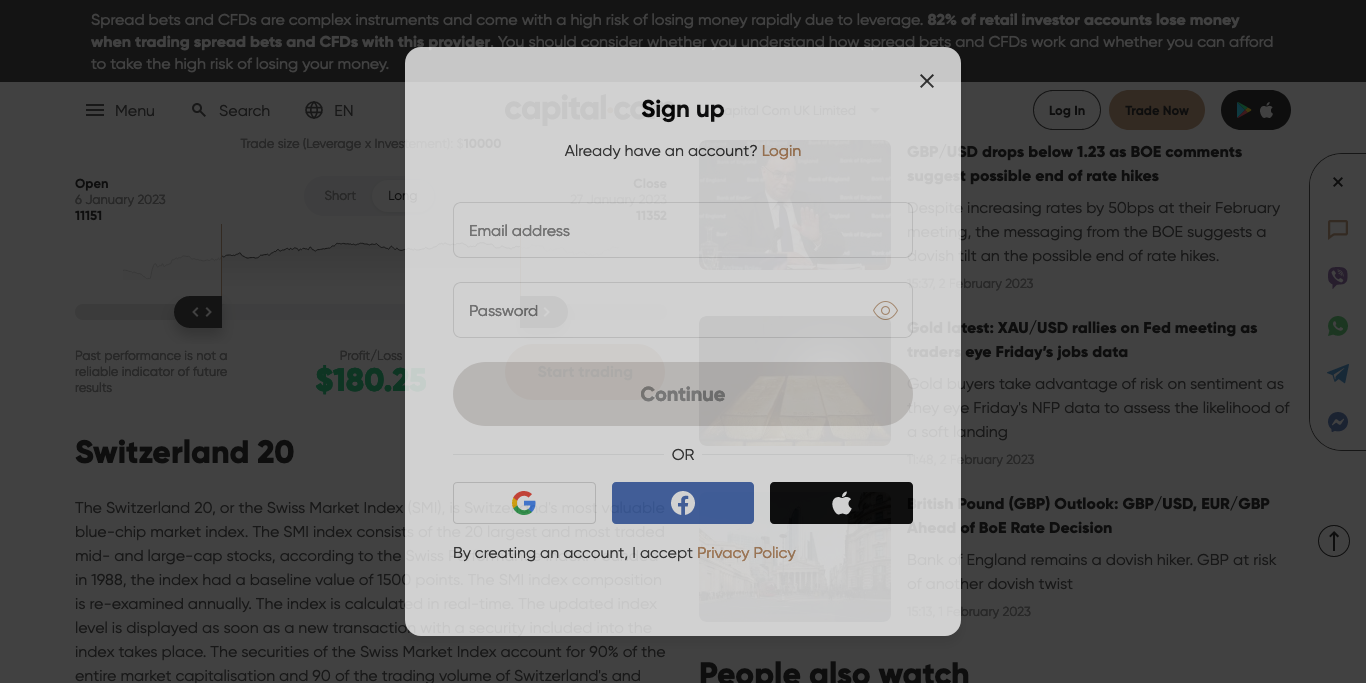 Spread bets and CFDs are complex instruments and come with a high risk of losing money rapidly due to leverage. 82% of retail investor accounts lose money
when trading spread bets and CFDs with this provider. You should consider whether you understand how spread bets and CFDs work and whether you can afford
to take the high risk of losing your money.
Menu
Search
EN
capital
Capital Com UK Limited
Log In
Trade Now
Sign up
Already have an account? Login
Email address
Password
Continue
OR
By creating an account, I accept Privacy Policy
Trade size (Leverage x Investement): $10000
Open
6 January 2023
11151
Short
Long
Close
27 January 2023
11352
Past performance is not a
reliable indicator of future
results
Profit/Loss
$180.25
Start trading
Switzerland 20
The Switzerland 20, or the Swiss Market Index (SMI), is Switzerland's most valuable
blue-chip market index. The SMI index consists of the 20 largest and most traded
mid- and large-cap stocks, according to the Swiss
in 1988, the index had a baseline value of 1500 points. The SMI index composition
is re-examined annually. The index is calculated in real-time. The updated index
level is displayed as soon as a new transaction with a security included into the
index takes place. The securities of the Swiss Market Index account for 90% of the
entire market capitalisation and 90 of the trading volume of Switzerland's and
GBP/USD drops below 1.23 as BOE comments
suggest possible end of rate hikes
Despite increasing rates by 50bps at their February
meeting, the messaging from the BOE suggests a
dovish tilt an the possible end of rate hikes.
15:37, 2 February 2023
Gold latest: XAU/USD rallies on Fed meeting as
traders eye Friday's jobs data
Gold buyers take advantage of risk on sentiment as
they eye Friday's NFP data to assess the likelihood of
a soft landing
11:48, 2 February 2023
British Pound (GBP) Outlook: GBP/USD, EUR/GBP
Ahead of BoE Rate Decision
Bank of England remains a dovish hiker. GBP at risk
of another dovish twist
15:13, 1 February 2023
People also watch